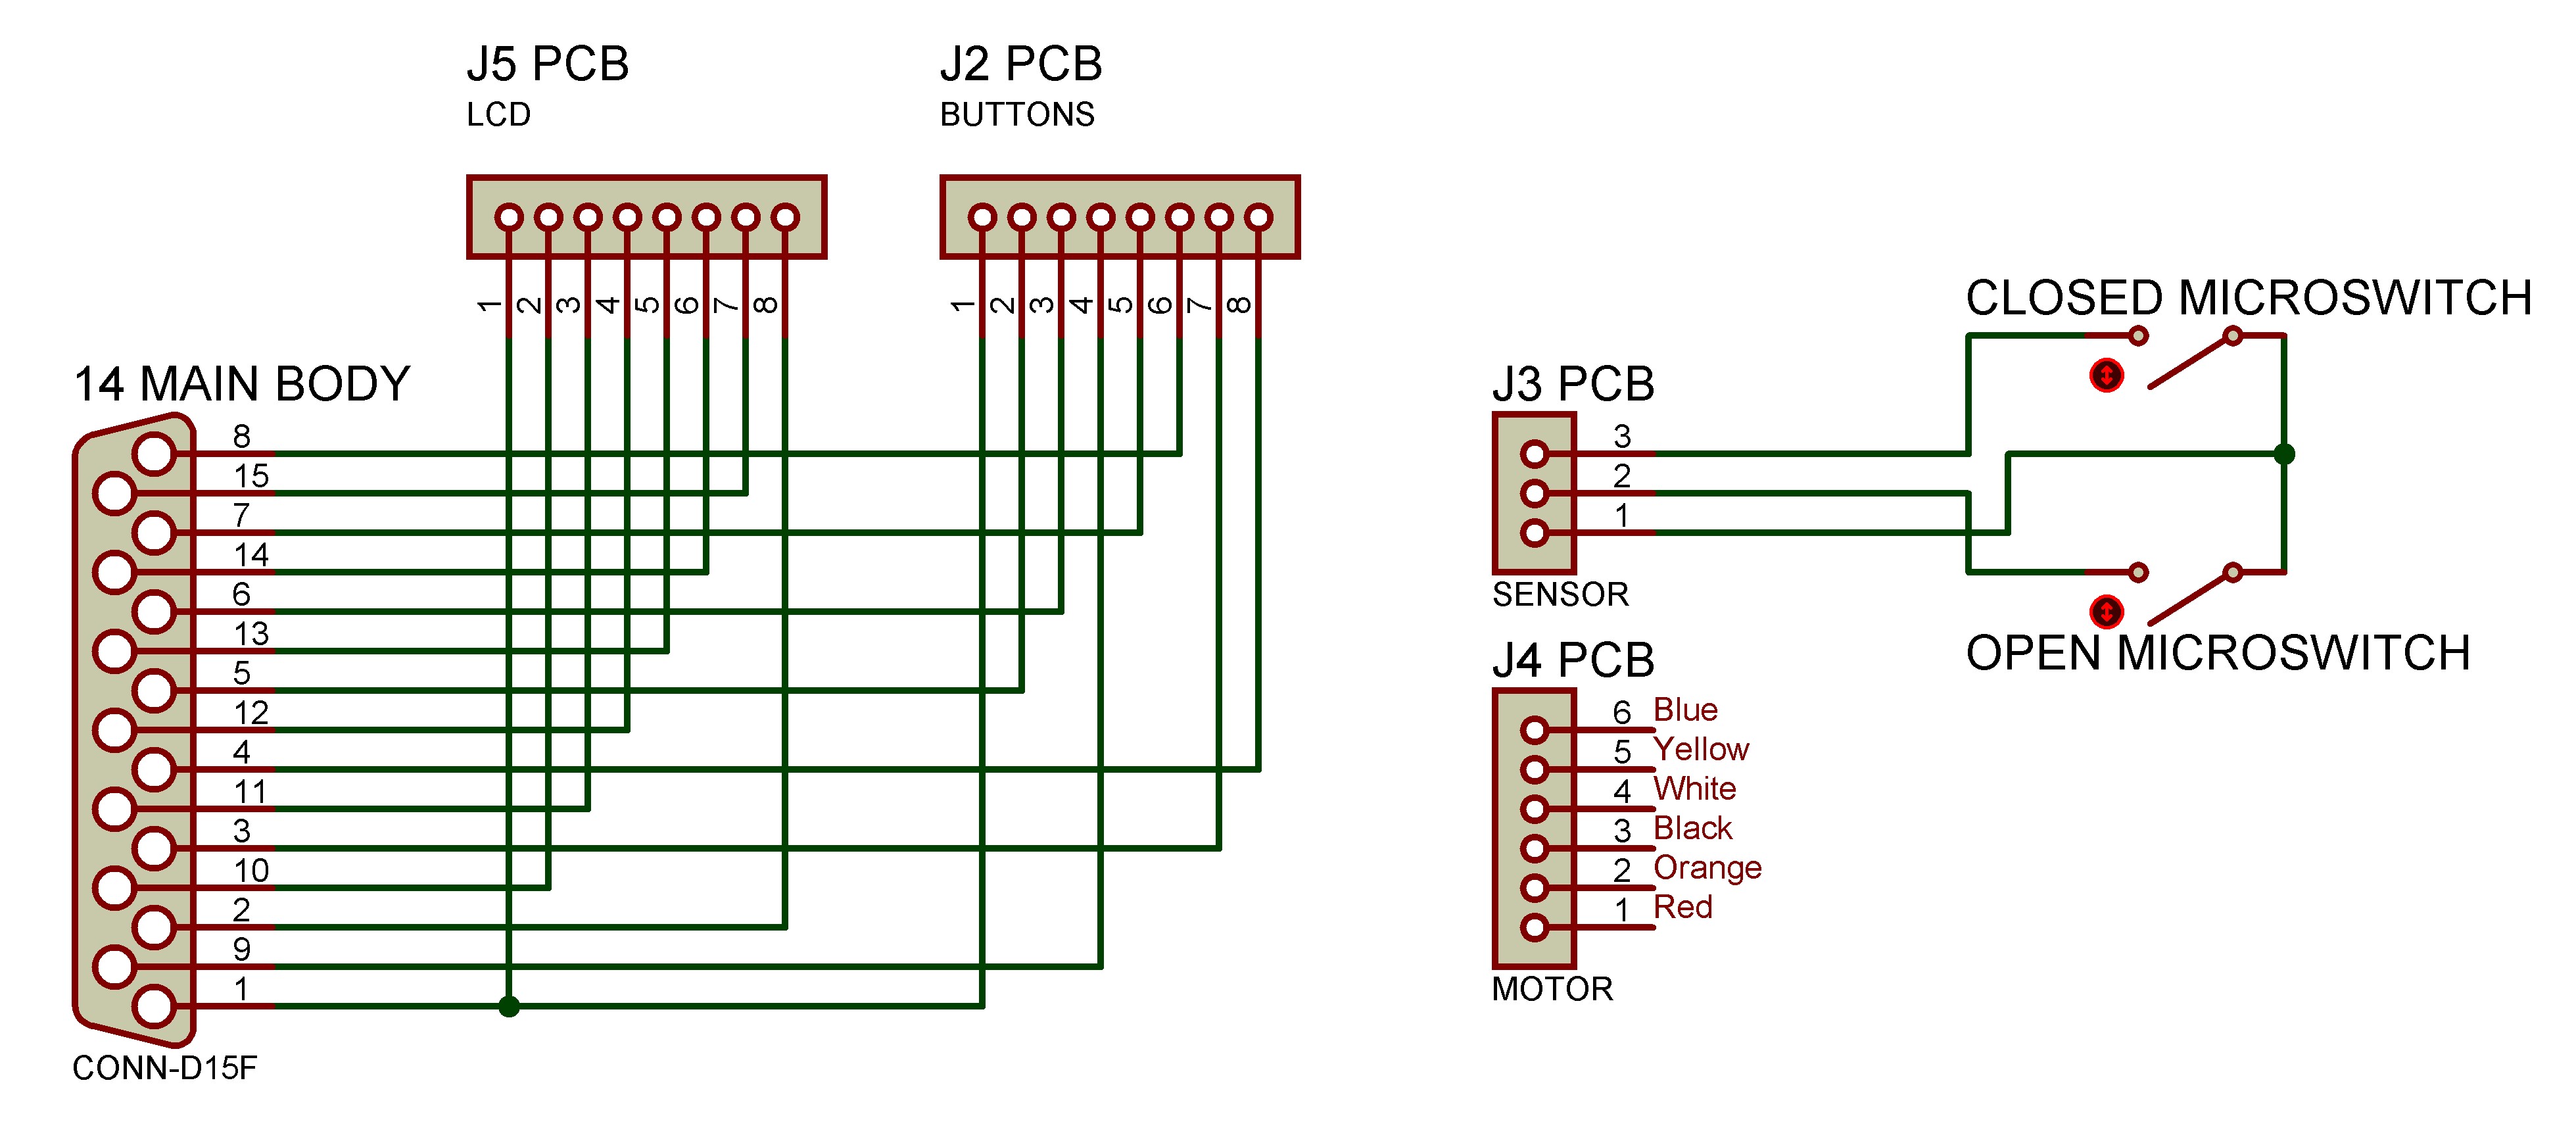 J5 PCB
LCD
J2 PCB
BUTTONS
1 2 3 4 5 6 7 8
1 2 3 4 5 6 7 8
14 MAIN BODY
8
15
7
14
6
13
5
12
4
11
3
10
2
9
1
CONN-D15F
CLOSED MICROSWITCH
J3 PCB
3
2
1
SENSOR
OPEN MICROSWITCH
J4 PCB
6 Blue
5 Yellow
4 White
3 Black
2 Orange
1 Red
MOTOR